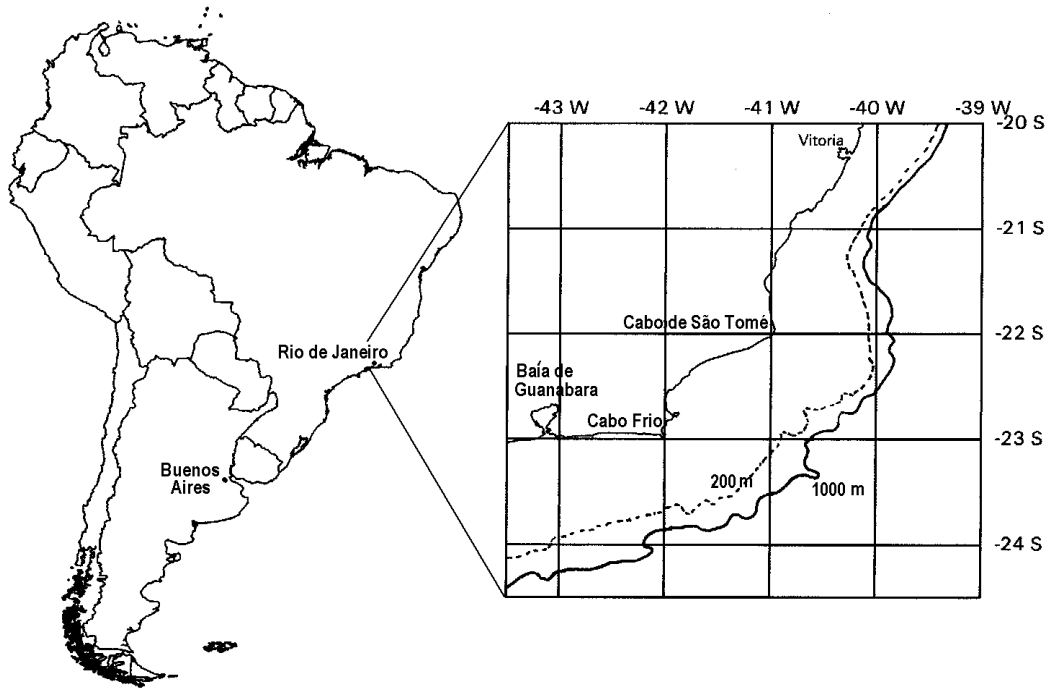 Rio de Janeiro
Buenos
Aires
-43 W -42 W -41 W -40 W -39 W
-20 S
Vitoria
-21 S
Cabo de São Tomé
-22 S
Baía de
Guanabara
Cabo Frio
-23 S
200 m
1000 m
-24 S